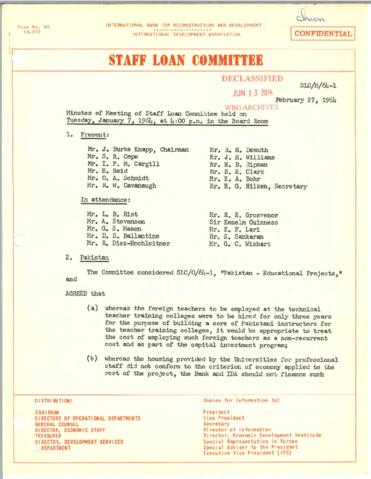 Form No. 89
(4-63)
INTERNATIONAL BANK FOR RECONSTRUCTION AND DEVELOPMENT
INTERNATIONAL DEVELOPMENT ASSOCIATION
CONFIDENTIAL
STAFF LOAN COMMITTEE
DECLASSIFIED
JUN 13 2014
WBG ARCHIVES
SLC/M/64-1
February 27, 1964
Minutes of Meeting of Staff Loan Committee held on
Tuesday, January 7, 1964, at 4:00 p.m. in the Board Room
1. Present:
Mr. J. Burke Knapp, Chairman
Mr. S. R. Cope
Mr. I. P. M. Cargill
Mr. E. Reid
Mr. O. A. Schmidt
Mr. M. W. Cavanaugh
Mr. R. H. Demuth
Mr. J. H. Williams
Mr. H. B. Ripman
Mr. H. R. Clark
Mr. K. A. Bohr
Mr. H. G. Hilken, Secretary
In attendance:
Mr. L. B. Rist
Mr. A. Stevenson
Mr. G. S. Mason
Mr. D. S. Ballantine
Mr. R. Diez-Hochleitner
Mr. R. E. Grosvenor
Sir Kenelm Guinness
Mr. E. F. Lari
Mr. S. Sankaran
Mr. G. C. Wishart
2. Pakistan
The Committee considered SLC/O/64-1, "Pakistan - Educational Projects,"
and
AGREED that
(a) whereas the foreign teachers to be employed at the technical
teacher training colleges were to be hired for only three years
for the purpose of building a core of Pakistani instructors for
the teacher training colleges, it would be appropriate to treat
the cost of employing such foreign teachers as a non-recurrent
cost and as part of the capital investment program;
(b) whereas the housing provided by the Universities for professional
staff did not conform to the criterion of economy applied to the
rest of the project, the Bank and IDA should not finance such
DISTRIBUTION:
CHAIRMAN
DIRECTORS OF OPERATIONAL DEPARTMENTS
GENERAL COUNSEL
DIRECTOR, ECONOMIC STAFF
TREASURER
DIRECTOR, DEVELOPMENT SERVICES
DEPARTMENT
Copies for information to:
President
Vice President
Secretary
Director of Information
Director, Economic Development Institute
Special Representative in Europe
Special Adviser to the President
Executive Vice President (IFC)